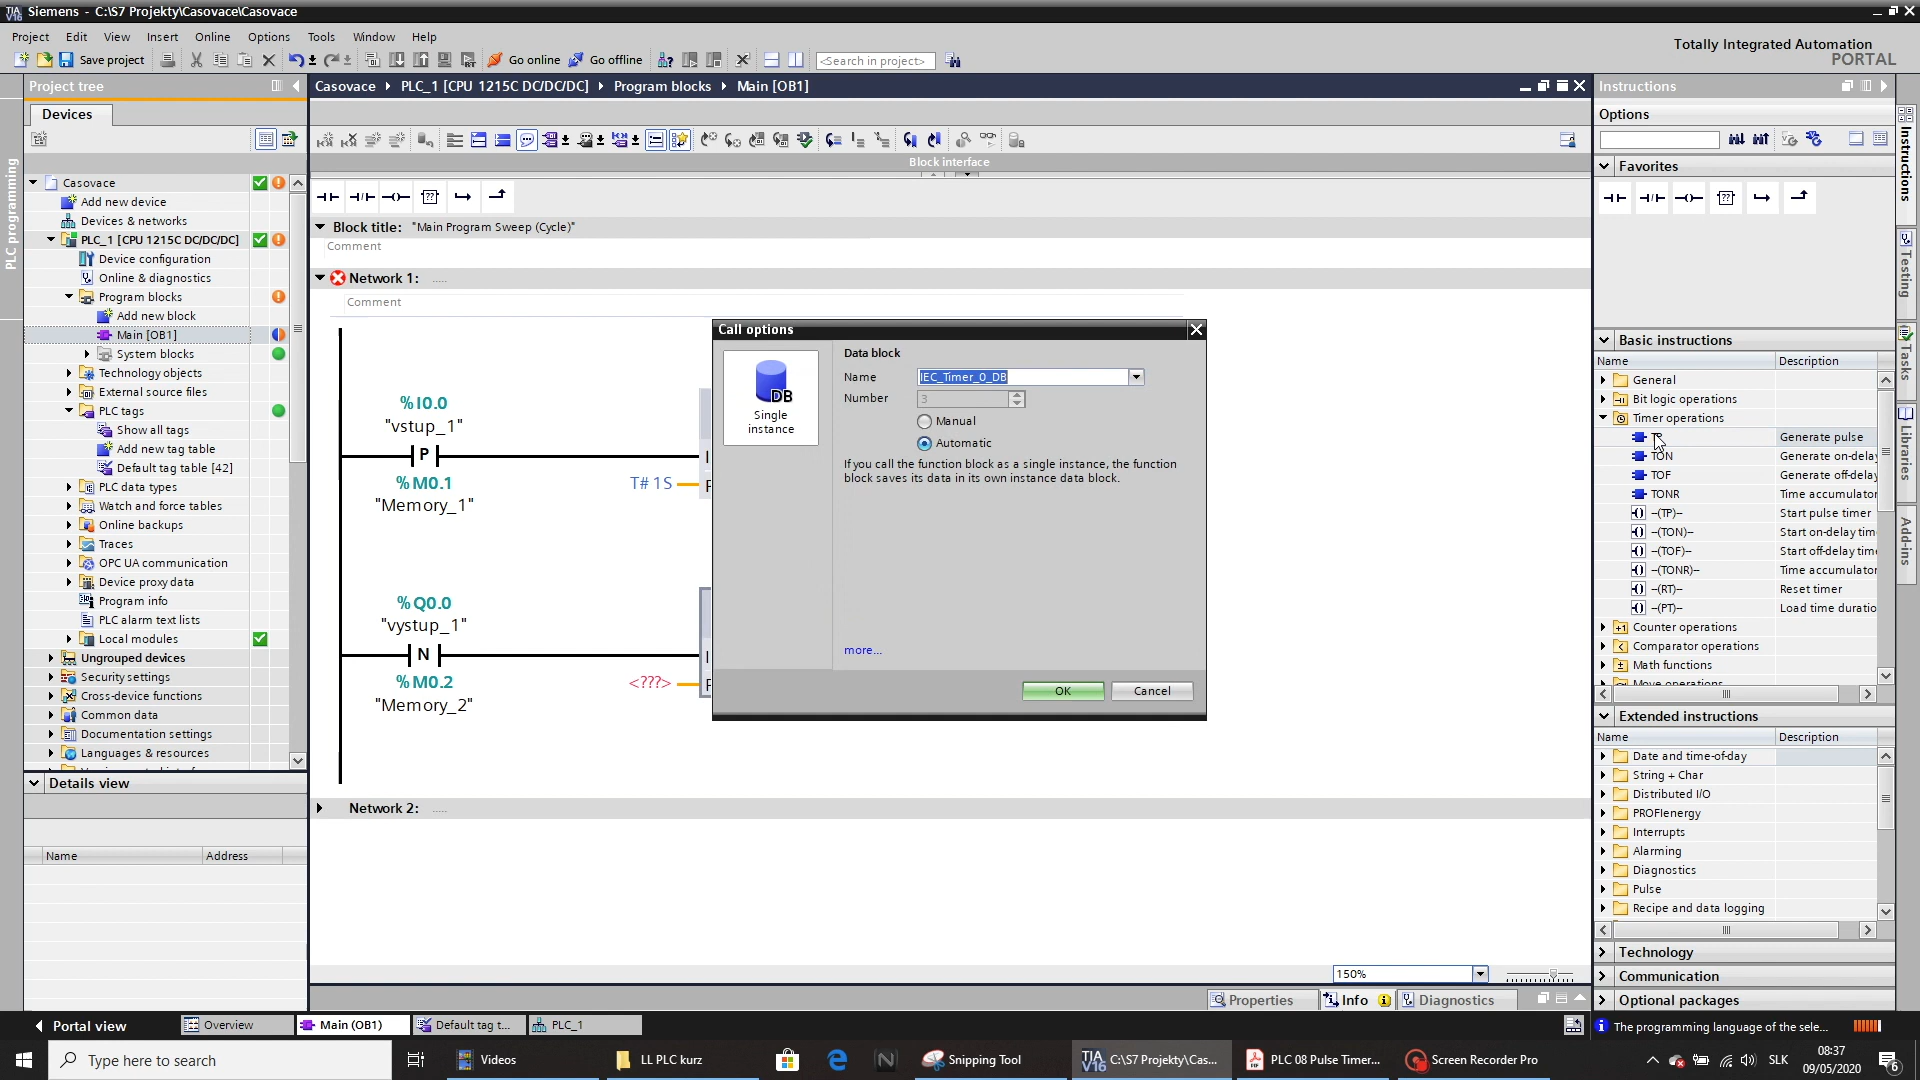 Siemens - C:\S7 Projekty\Casovace\Casovace
Project Edit View Insert Online Options Tools Window Help
Totally Integrated Automation
PORTAL
Save project
Go online
Go offline
<Search in project>
Project tree
Devices
PLC programming
Casovace
Add new device
Devices & networks
PLC_1 [CPU 1215C DC/DC/DC]
Device configuration
Online & diagnostics
Program blocks
Add new block
Main [OB1]
System blocks
Technology objects
External source files
PLC tags
Show all tags
Add new tag table
Default tag table [42]
PLC data types
Watch and force tables
Online backups
Traces
OPC UA communication
Device proxy data
Program info
PLC alarm text lists
Local modules
Ungrouped devices
Security settings
Cross-device functions
Common data
Documentation settings
Languages & resources
Details view
Name Address
Casovace PLC_1 [CPU 1215C DC/DC/DC] Program blocks Main [OB1]
Block interface
Block title: "Main Program Sweep (Cycle)"
Comment
Network 1: .....
Comment
%I0.0
"vstup_1"
P
%M0.1
"Memory_1"
T# 1S
%Q0.0
"vystup_1"
N
%M0.2
"Memory_2"
<???>
Network 2: .....
Call options
DB
Single
instance
Data block
Name IEC_Timer_0_DB
Number 3
Manual
Automatic
If you call the function block as a single instance, the function
block saves its data in its own instance data block.
more...
OK
Cancel
150%
Properties
Info
Diagnostics
Instructions
Options
Favorites
Basic instructions
Name Description
General
Bit logic operations
Timer operations
Generate pulse
TON Generate on-delay
TOF Generate off-delay
TONR Time accumulator
-(TP)- Start pulse timer
-(TON)- Start on-delay tim
-(TOF)- Start off-delay time
-(TONR)- Time accumulator
-(RT)- Reset timer
-(PT)- Load time duratio
Counter operations
Comparator operations
Math functions
Move operations
Extended instructions
Name Description
Date and time-of-day
String + Char
Distributed I/O
PROFIenergy
Interrupts
Alarming
Diagnostics
Pulse
Recipe and data logging
Technology
Communication
Optional packages
Instructions
Testing
Tasks
Libraries
Add-ins
Portal view
Overview
Main (OB1)
Default tag t...
PLC_1
The programming language of the sele...
Type here to search
Videos
LL PLC kurz
Snipping Tool
C:\S7 Projekty\Cas...
PLC 08 Pulse Timer...
Screen Recorder Pro
SLK
08:37
09/05/2020
6